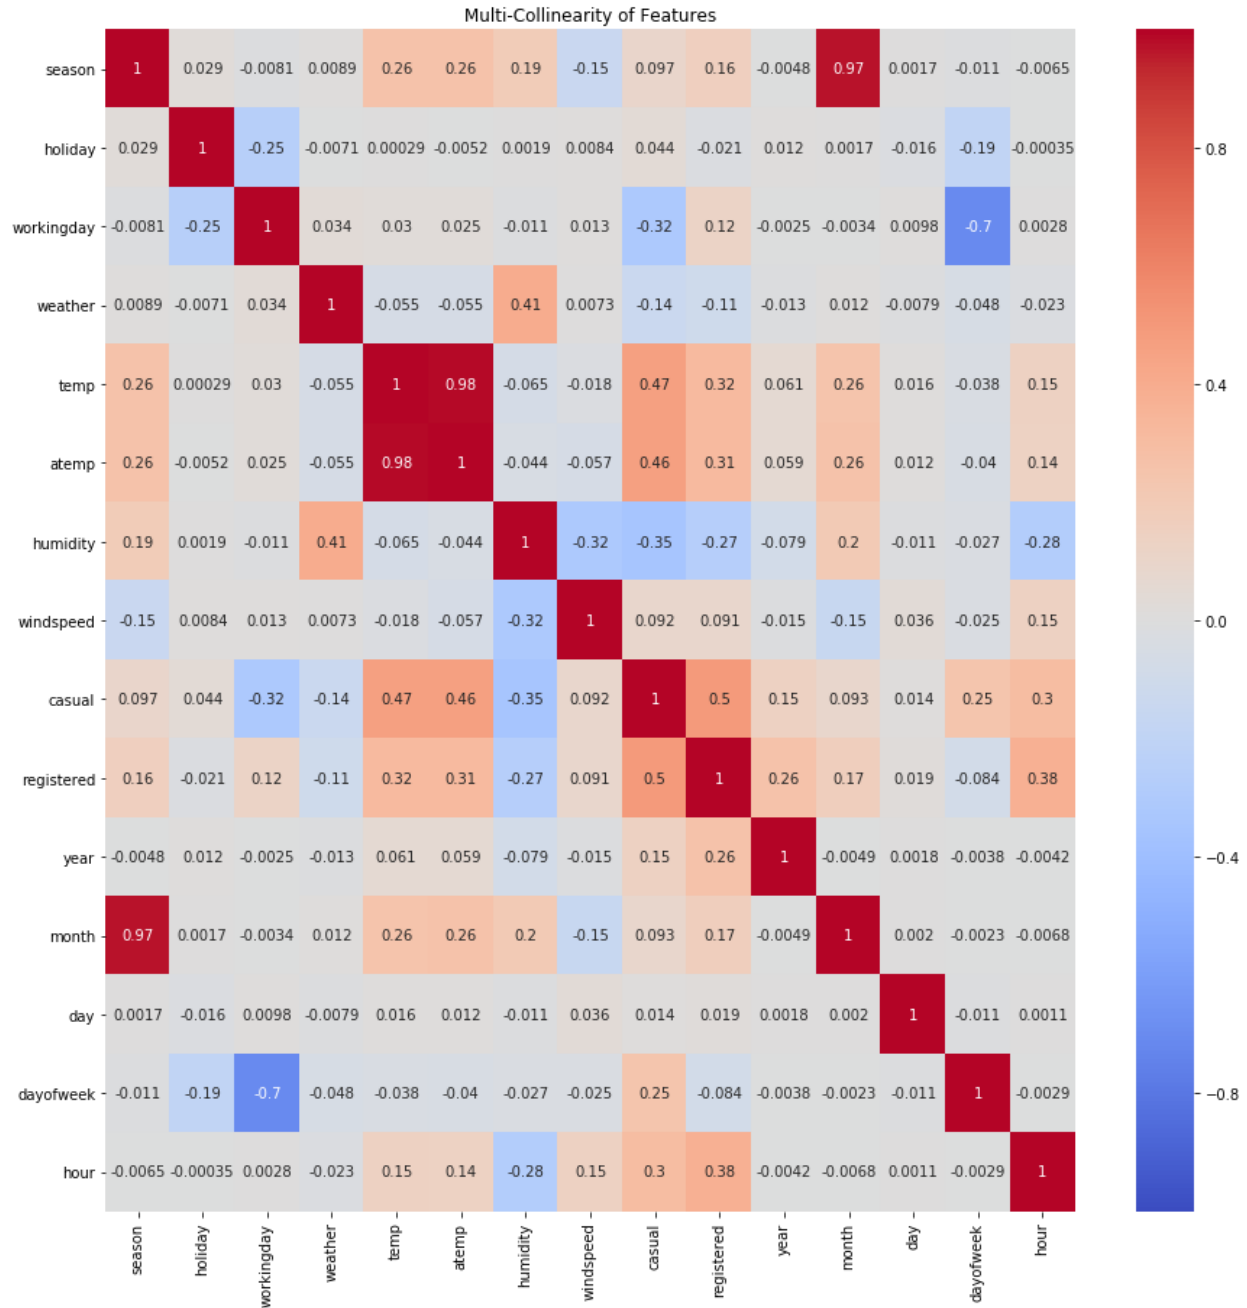 Multi-Collinearity of Features
season 1 0.029 -0.0081 0.0089 0.26 0.26 0.19 -0.15 0.097 0.16 -0.0048 0.97 0.0017 -0.011 -0.0065
holiday 0.029 1 -0.25 -0.0071 0.00029 -0.0052 0.0019 0.0084 0.044 -0.021 0.012 0.0017 -0.016 -0.19 -0.00035
0.8
workingday -0.0081 -0.25 1 0.034 0.03 0.025 -0.011 0.013 -0.32 0.12 -0.0025 -0.0034 0.0098 -0.7 0.0028
weather 0.0089 -0.0071 0.034 1 -0.055 -0.055 0.41 0.0073 -0.14 -0.11 -0.013 0.012 -0.0079 -0.048 -0.023
temp 0.26 0.00029 0.03 -0.055 1 0.98 -0.065 -0.018 0.47 0.32 0.061 0.26 0.016 -0.038 0.15
0.4
atemp 0.26 -0.0052 0.025 -0.055 0.98 1 -0.044 -0.057 0.46 0.31 0.059 0.26 0.012 -0.04 0.14
humidity 0.19 0.0019 -0.011 0.41 -0.065 -0.044 1 -0.32 -0.35 -0.27 -0.079 0.2 -0.011 -0.027 -0.28
windspeed -0.15 0.0084 0.013 0.0073 -0.018 -0.057 -0.32 1 0.092 0.091 -0.015 -0.15 0.036 -0.025 0.15
0.0
casual 0.097 0.044 -0.32 -0.14 0.47 0.46 -0.35 0.092 1 0.5 0.15 0.093 0.014 0.25 0.3
registered 0.16 -0.021 0.12 -0.11 0.32 0.31 -0.27 0.091 0.5 1 0.26 0.17 0.019 -0.084 0.38
year -0.0048 0.012 -0.0025 -0.013 0.061 0.059 -0.079 -0.015 0.15 0.26 1 -0.0049 0.0018 -0.0038 -0.0042
−0.4
month 0.97 0.0017 -0.0034 0.012 0.26 0.26 0.2 -0.15 0.093 0.17 -0.0049 1 0.002 -0.0023 -0.0068
day 0.0017 -0.016 0.0098 -0.0079 0.016 0.012 -0.011 0.036 0.014 0.019 0.0018 0.002 1 -0.011 0.0011
dayofweek -0.011 -0.19 -0.7 -0.048 -0.038 -0.04 -0.027 -0.025 0.25 -0.084 -0.0038 -0.0023 -0.011 1 -0.0029
−0.8
hour -0.0065 -0.00035 0.0028 -0.023 0.15 0.14 -0.28 0.15 0.3 0.38 -0.0042 -0.0068 0.0011 -0.0029 1
season holiday workingday weather temp atemp humidity windspeed casual registered year month day dayofweek hour